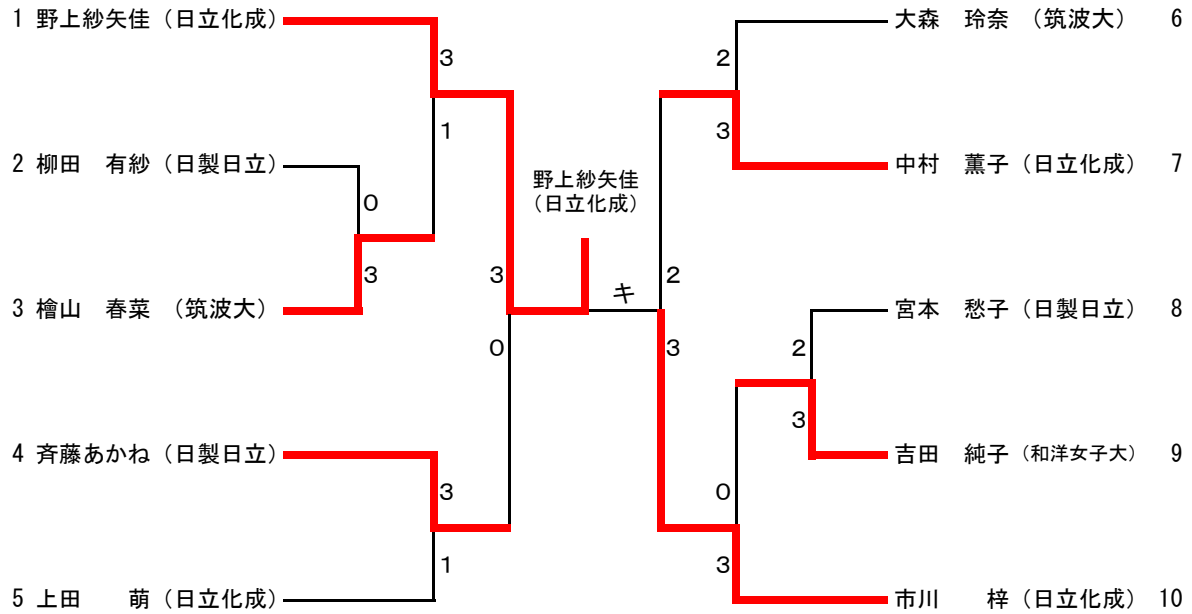 1 野上紗矢佳（日立化成）
大森　玲奈　（筑波大）　6
3
2
1
3
2 柳田　有紗（日製日立）
中村　薫子（日立化成）　7
野上紗矢佳
（日立化成）
0
3
3
キ
2
3 檜山　春菜　（筑波大）
宮本　愁子（日製日立）　8
0
3
2
3
4 斉藤あかね（日製日立）
吉田　純子（和洋女子大）　9
3
0
1
3
5 上田　　萌（日立化成）
市川　　梓（日立化成）　10